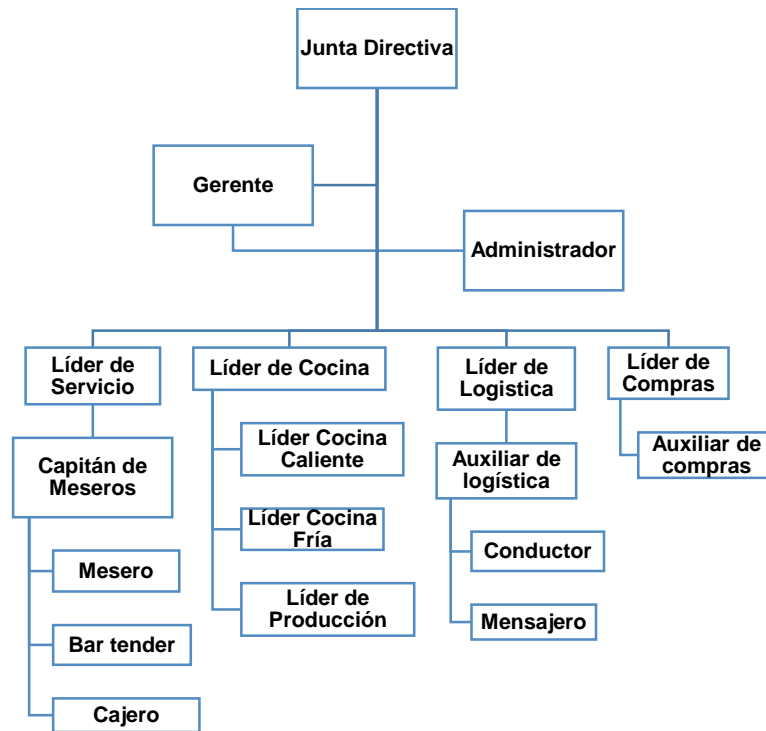 Junta Directiva
Gerente
Administrador
Líder de
Servicio
Líder de Cocina
Líder de
Logistica
Líder de
Compras
Capitán de
Meseros
Líder Cocina
Caliente
Auxiliar de
logística
Auxiliar de
compras
Líder Cocina
Fría
Conductor
Mesero
Líder de
Producción
Mensajero
Bar tender
Cajero